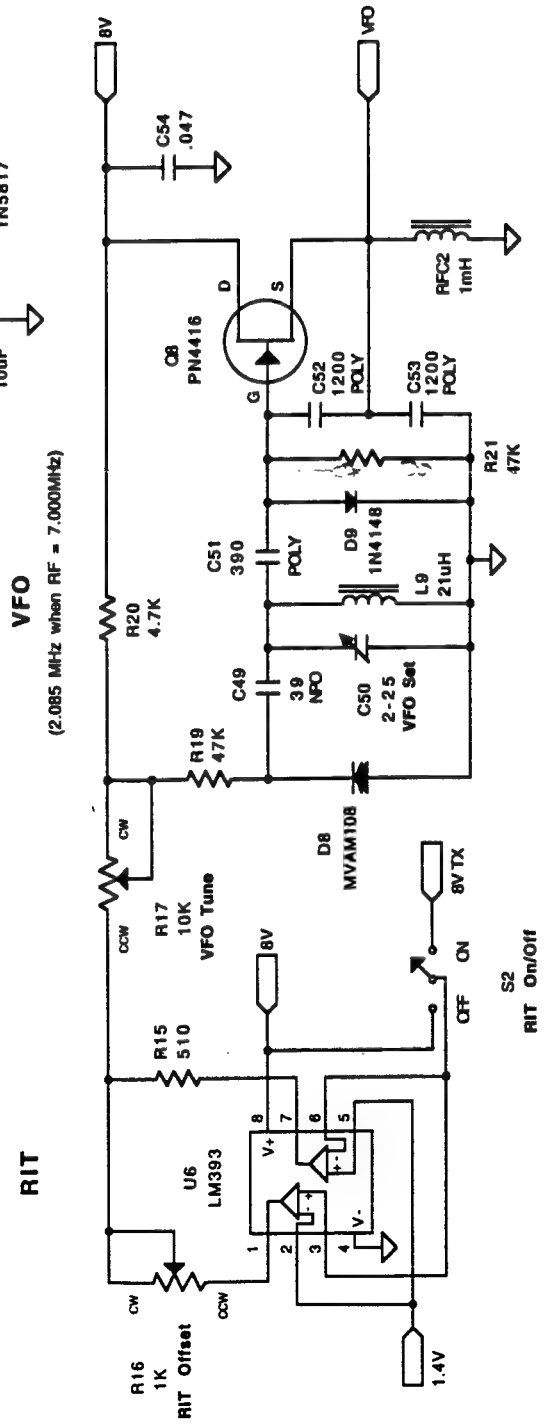 RIT
VFO
(2.085 MHz when RF = 7.000MHz)
10uF
1N5817
R16
1K
RIT Offset
CW
CCW
R15
510
R17
10K
VFO Tune
CCW
CW
R19
47K
R20
4.7K
8V
C54
.047
Q8
PN4416
D
S
G
C49
39
NPO
C50
2-25
VFO Set
L9
21uH
C51
390
POLY
D9
1N4148
R21
47K
C52
1200
POLY
C53
1200
POLY
RFC2
1mH
VFO
D8
MVAM108
U6
LM393
1
2
3
4
8
7
6
5
V+
V-
- +
+ -
8V
1.4V
8V TX
OFF
ON
S2
RIT On/Off